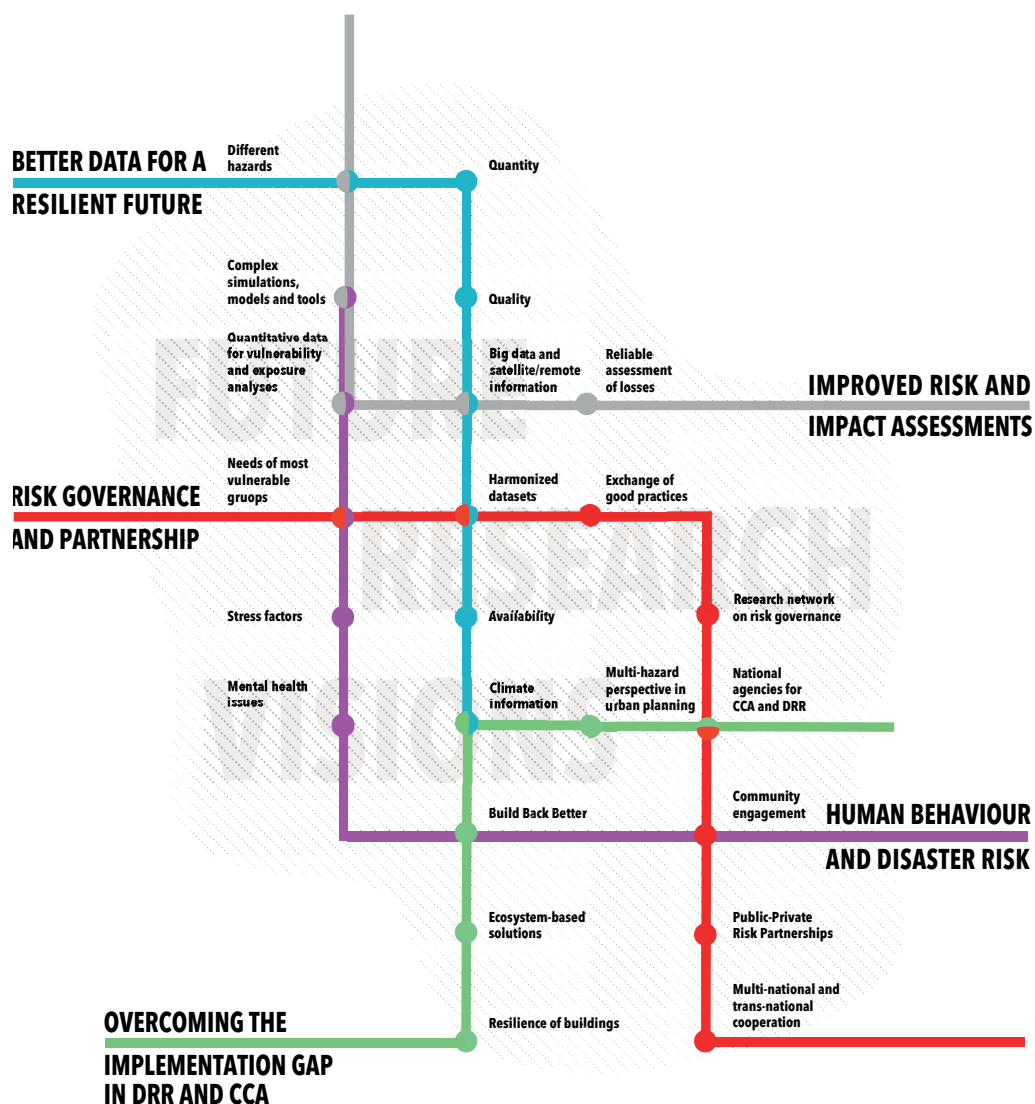 BETTER DATA FOR A
RESILIENT FUTURE
Different
hazards
Quantity
Complex
simulations,
models and tools
Quality
Quantitative data
for vulnerability
and exposure
analyses
Big data and
satellite/remote
information
Reliable
assessment
of losses
IMPROVED RISK AND
IMPACT ASSESSMENTS
FUTURE
RISK GOVERNANCE
AND PARTNERSHIP
Needs of most
vulnerable
gruops
Harmonized
datasets
Exchange of
good practices
RESEARCH
Stress factors
Availability
Research network
on risk governance
Mental health
issues
Climate
information
Multi-hazard
perspective in
urban planning
National
agencies for
CCA and DRR
VISIONS
Build Back Better
Community
engagement
HUMAN BEHAVIOUR
AND DISASTER RISK
Ecosystem-based
solutions
Public-Private
Risk Partnerships
OVERCOMING THE
IMPLEMENTATION GAP
IN DRR AND CCA
Resilience of buildings
Multi-national and
trans-national
cooperation